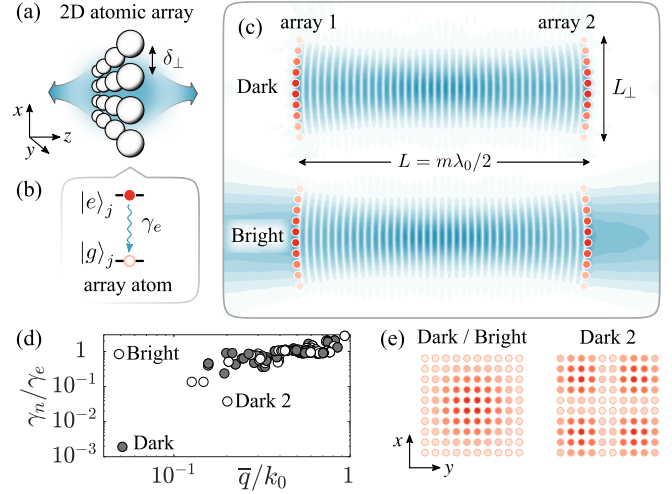 (a) 2D atomic array
δ⊥
x
y
z
(b)
|e⟩j
γe
|g⟩j
array atom
(c) array 1 array 2
Dark
L⊥
L = mλ0/2
Bright
(d)
γn/γe
1
10−1
10−2
10−3
Bright
Dark 2
Dark
10−1
q̅/k0
1
(e) Dark / Bright Dark 2
x
y